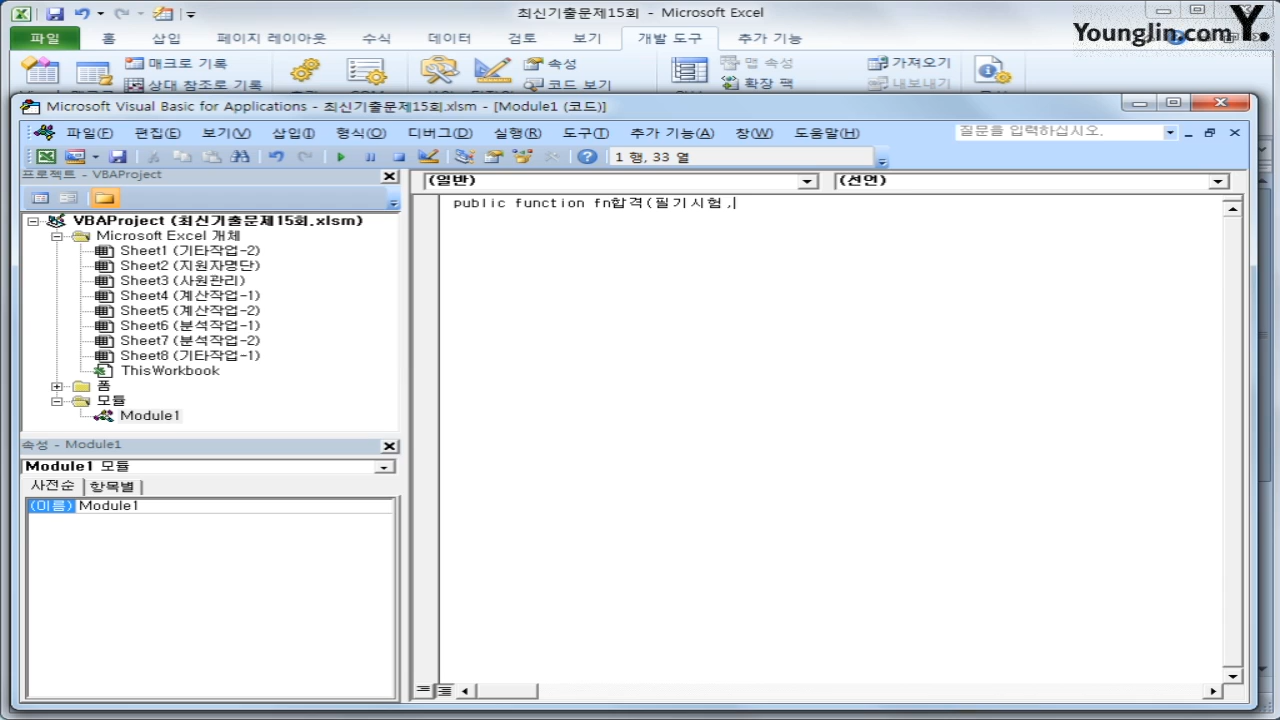 최신기출문제15회 - Microsoft Excel
Y.
Younglin.com
파일 홈 삽입 페이지 레이아웃 수식 데이터 검토 보기 개발 도구 추가 기능
매크로 기록 속성 맵 속성 가져오기
상대 참조로 기록 코드 보기 확장 팩 내보내기
Microsoft Visual Basic for Applications - 최신기출문제15회.xlsm - [Module1 (코드)]
파일(F) 편집(E) 보기(V) 삽입(I) 형식(O) 디버그(D) 실행(R) 도구(T) 추가 기능(A) 창(W) 도움말(H) 질문을 입력하십시오.
1 행, 33 열
프로젝트 - VBAProject
(일반) (선언)
public function fn합격(필기시험,
VBAProject (최신기출문제15회.xlsm)
Microsoft Excel 개체
Sheet1 (기타작업-2)
Sheet2 (지원자명단)
Sheet3 (사원관리)
Sheet4 (계산작업-1)
Sheet5 (계산작업-2)
Sheet6 (분석작업-1)
Sheet7 (분석작업-2)
Sheet8 (기타작업-1)
ThisWorkbook
폼
모듈
Module1
속성 - Module1
Module1 모듈
사전순 항목별
(이름) Module1